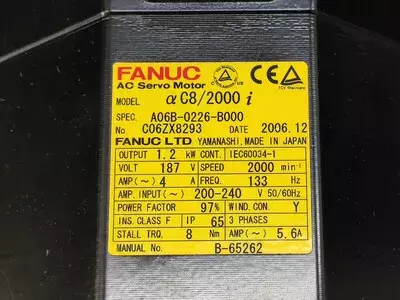 FANUC
AC Servo Motor
MODEL α C8/2000 i
SPEC. A06B-0226-B000
No C06ZX8293 DATE 2006.12
FANUC LTD YAMANASHI, MADE IN JAPAN
OUTPUT 1.2 kW CONT. IEC60034-1
VOLT 187 V SPEED 2000 min⁻¹
AMP(~) 4 A FREQ. 133 Hz
AMP. INPUT (~) 200-240 V 50/60Hz
POWER FACTOR 97% WIND. CON. Y
INS. CLASS F IP 65 3 PHASES
STALL TRQ. 8 Nm AMP(~) 5.6A
MANUAL No. B-65262